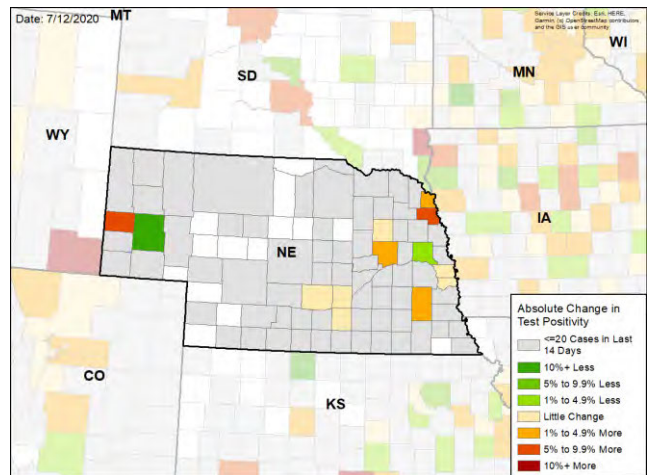 Date: 7/12/2020
Service Layer Credits: Esri, HERE,
Garmin, (c) OpenStreetMap contributors,
and the GIS user community
MT
WI
MN
SD
WY
IA
NE
CO
KS
Absolute Change in
Test Positivity
<=20 Cases in Last
14 Days
10%+ Less
5% to 9.9% Less
1% to 4.9% Less
Little Change
1% to 4.9% More
5% to 9.9% More
10%+ More